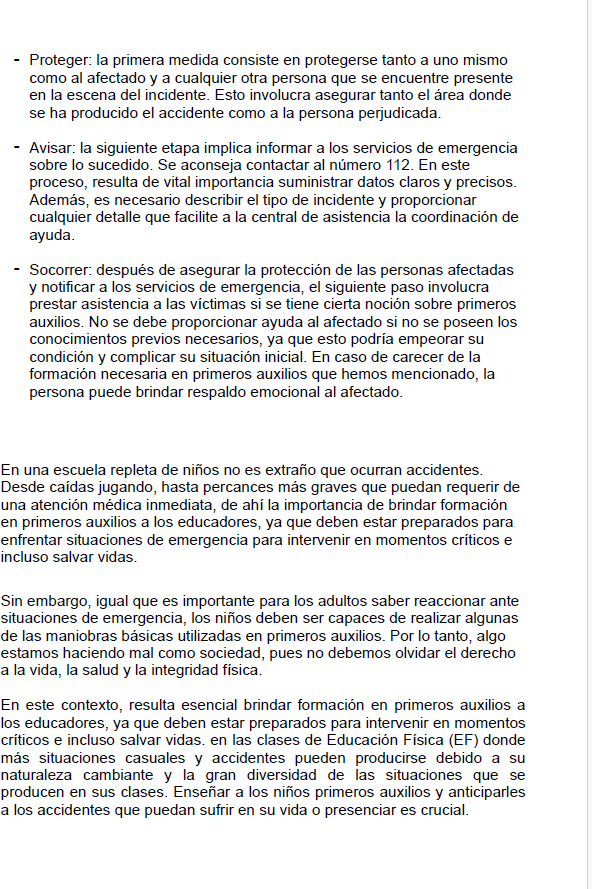 - Proteger: la primera medida consiste en protegerse tanto a uno mismo
como al afectado y a cualquier otra persona que se encuentre presente
en la escena del incidente. Esto involucra asegurar tanto el área donde
se ha producido el accidente como a la persona perjudicada.
- Avisar: la siguiente etapa implica informar a los servicios de emergencia
sobre lo sucedido. Se aconseja contactar al número 112. En este
proceso, resulta de vital importancia suministrar datos claros y precisos.
Además, es necesario describir el tipo de incidente y proporcionar
cualquier detalle que facilite a la central de asistencia la coordinación de
ayuda.
- Socorrer: después de asegurar la protección de las personas afectadas
y notificar a los servicios de emergencia, el siguiente paso involucra
prestar asistencia a las víctimas si se tiene cierta noción sobre primeros
auxilios. No se debe proporcionar ayuda al afectado si no se poseen los
conocimientos previos necesarios, ya que esto podría empeorar su
condición y complicar su situación inicial. En caso de carecer de la
formación necesaria en primeros auxilios que hemos mencionado, la
persona puede brindar respaldo emocional al afectado.
En una escuela repleta de niños no es extraño que ocurran accidentes.
Desde caídas jugando, hasta percances más graves que puedan requerir de
una atención médica inmediata, de ahí la importancia de brindar formación
en primeros auxilios a los educadores, ya que deben estar preparados para
enfrentar situaciones de emergencia para intervenir en momentos críticos e
incluso salvar vidas.
Sin embargo, igual que es importante para los adultos saber reaccionar ante
situaciones de emergencia, los niños deben ser capaces de realizar algunas
de las maniobras básicas utilizadas en primeros auxilios. Por lo tanto, algo
estamos haciendo mal como sociedad, pues no debemos olvidar el derecho
a la vida, la salud y la integridad física.
En este contexto, resulta esencial brindar formación en primeros auxilios a
los educadores, ya que deben estar preparados para intervenir en momentos
críticos e incluso salvar vidas. en las clases de Educación Física (EF) donde
más situaciones casuales y accidentes pueden producirse debido a su
naturaleza cambiante y la gran diversidad de las situaciones que se
producen en sus clases. Enseñar a los niños primeros auxilios y anticiparles
a los accidentes que puedan sufrir en su vida o presenciar es crucial.